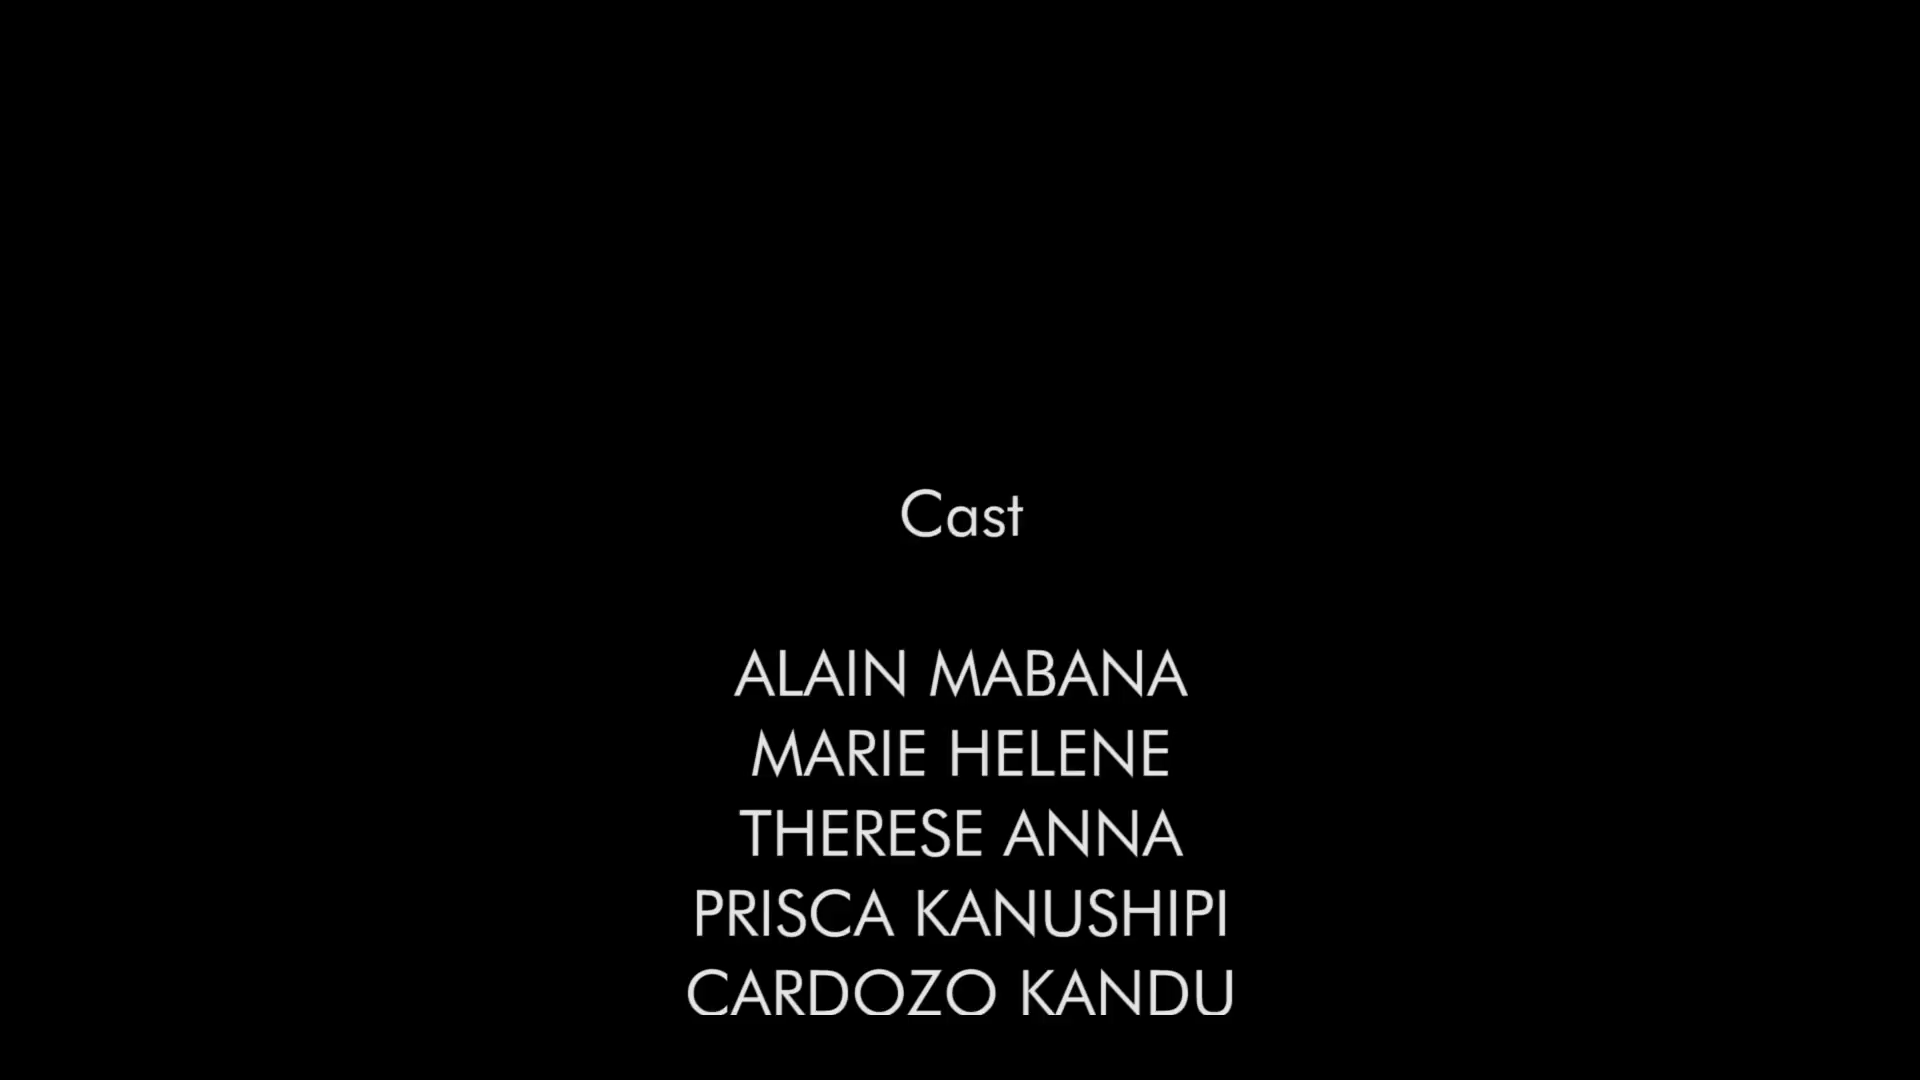 Cast
ALAIN MABANA
MARIE HELENE
THERESE ANNA
PRISCA KANUSHIPI
CARDOZO KANDU